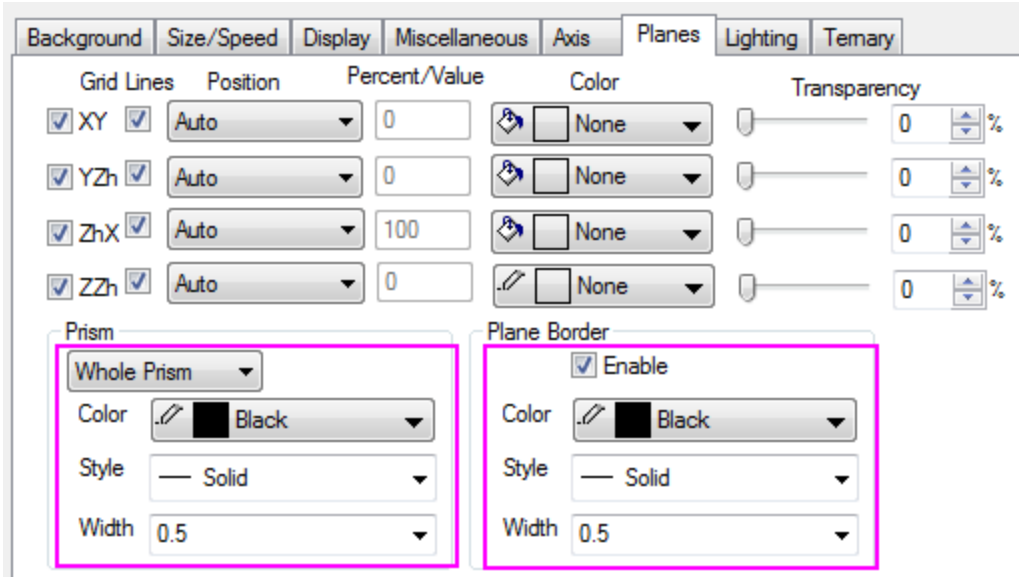 Background Size/Speed Display Miscellaneous Axis Planes Lighting Ternary
Grid Lines Position Percent/Value Color Transparency
XY Auto 0 None 0 %
YZh Auto 0 None 0 %
ZhX Auto 100 None 0 %
ZZh Auto 0 None 0 %
Prism Plane Border
Whole Prism Enable
Color Black Color Black
Style Solid Style Solid
Width 0.5 Width 0.5